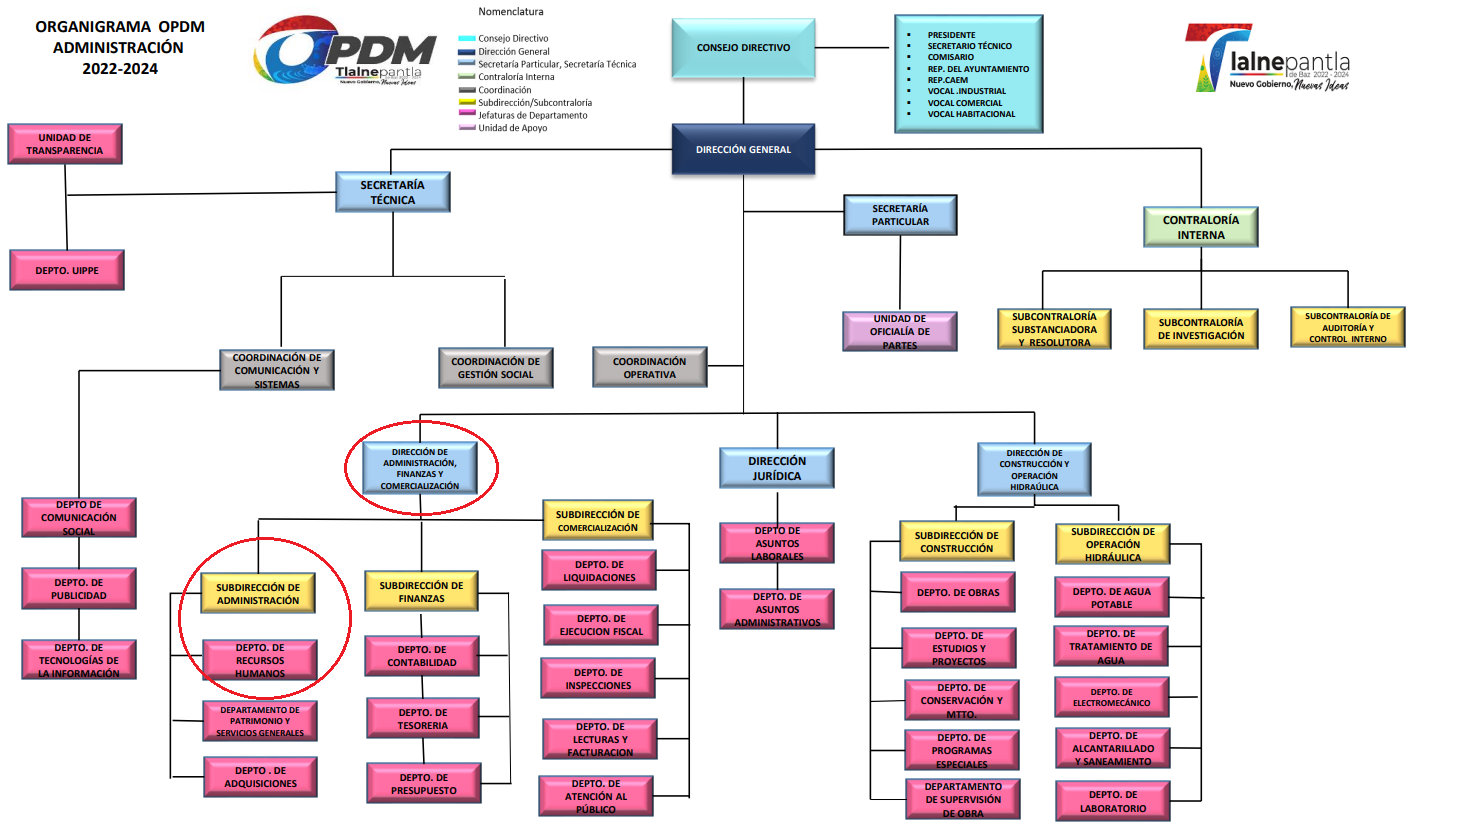 ORGANIGRAMA OPDM
ADMINISTRACIÓN
2022-2024
OPDM
Tlalnepantla
Nuevo Gobierno, Nuevas Ideas
Nomenclatura
Consejo Directivo
Dirección General
Secretaría Particular, Secretaría Técnica
Contraloría Interna
Coordinación
Subdirección/Subcontraloría
Jefaturas de Departamento
Unidad de Apoyo
CONSEJO DIRECTIVO
▪ PRESIDENTE
▪ SECRETARIO TÉCNICO
▪ COMISARIO
▪ REP. DEL AYUNTAMIENTO
▪ REP.CAEM
▪ VOCAL .INDUSTRIAL
▪ VOCAL COMERCIAL
▪ VOCAL HABITACIONAL
Tlalnepantla
de Baz 2022 - 2024
Nuevo Gobierno, Nuevas Ideas
DIRECCIÓN GENERAL
UNIDAD DE
TRANSPARENCIA
SECRETARÍA
TÉCNICA
DEPTO. UIPPE
SECRETARÍA
PARTICULAR
CONTRALORÍA
INTERNA
UNIDAD DE
OFICIALÍA DE
PARTES
SUBCONTRALORÍA
SUBSTANCIADORA
Y RESOLUTORA
SUBCONTRALORÍA
DE INVESTIGACIÓN
SUBCONTRALORÍA DE
AUDITORÍA Y
CONTROL INTERNO
COORDINACIÓN DE
COMUNICACIÓN Y
SISTEMAS
COORDINACIÓN DE
GESTIÓN SOCIAL
COORDINACIÓN
OPERATIVA
DIRECCIÓN DE
ADMINISTRACIÓN,
FINANZAS Y
COMERCIALIZACIÓN
DIRECCIÓN
JURÍDICA
DIRECCIÓN DE
CONSTRUCCIÓN Y
OPERACIÓN
HIDRAÚLICA
DEPTO DE
COMUNICACIÓN
SOCIAL
DEPTO. DE
PUBLICIDAD
DEPTO. DE
TECNOLOGÍAS DE
LA INFORMACIÓN
SUBDIRECCIÓN DE
ADMINISTRACIÓN
DEPTO. DE
RECURSOS
HUMANOS
DEPARTAMENTO DE
PATRIMONIO Y
SERVICIOS GENERALES
DEPTO . DE
ADQUISICIONES
SUBDIRECCIÓN DE
FINANZAS
DEPTO. DE
CONTABILIDAD
DEPTO. DE
TESORERIA
DEPTO. DE
PRESUPUESTO
SUBDIRECCIÓN DE
COMERCIALIZACIÓN
DEPTO. DE
LIQUIDACIONES
DEPTO. DE
EJECUCION FISCAL
DEPTO. DE
INSPECCIONES
DEPTO. DE
LECTURAS Y
FACTURACION
DEPTO. DE
ATENCIÓN AL
PÚBLICO
DEPTO DE
ASUNTOS
LABORALES
DEPTO. DE
ASUNTOS
ADMINISTRATIVOS
SUBDIRECCIÓN DE
CONSTRUCCIÓN
DEPTO. DE OBRAS
DEPTO. DE
ESTUDIOS Y
PROYECTOS
DEPTO. DE
CONSERVACIÓN Y
MTTO.
DEPTO. DE
PROGRAMAS
ESPECIALES
DEPARTAMENTO
DE SUPERVISIÓN
DE OBRA
SUBDIRECCIÓN DE
OPERACIÓN
HIDRÁULICA
DEPTO. DE AGUA
POTABLE
DEPTO. DE
TRATAMIENTO DE
AGUA
DEPTO. DE
ELECTROMECÁNICO
DEPTO. DE
ALCANTARILLADO
Y SANEAMIENTO
DEPTO. DE
LABORATORIO